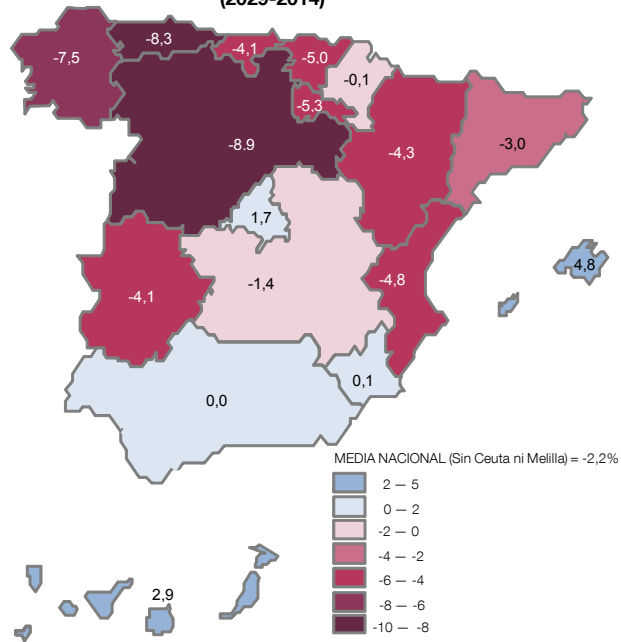 (2029-2014)
-8,3
-4,1
-5,0
-7,5
-0,1
-5,3
-8.9
-4,3
-3,0
1,7
4,8
-4,8
-1,4
-4,1
0,1
0,0
MEDIA NACIONAL (Sin Ceuta ni Melilla) = -2,2%
2 — 5
0 — 2
-2 — 0
-4 — -2
-6 — -4
-8 — -6
-10 — -8
2,9